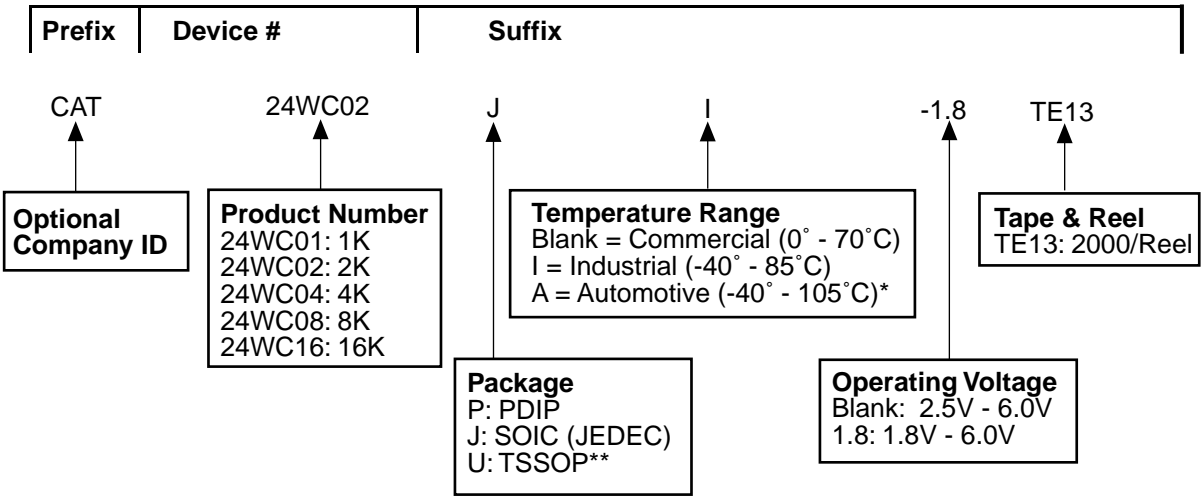 Prefix Device # Suffix
CAT 24WC02 J I -1.8 TE13
Optional
Company ID
Product Number
24WC01: 1K
24WC02: 2K
24WC04: 4K
24WC08: 8K
24WC16: 16K
Temperature Range
Blank = Commercial (0˚ - 70˚C)
I = Industrial (-40˚ - 85˚C)
A = Automotive (-40˚ - 105˚C)*
Tape & Reel
TE13: 2000/Reel
Package
P: PDIP
J: SOIC (JEDEC)
U: TSSOP**
Operating Voltage
Blank: 2.5V - 6.0V
1.8: 1.8V - 6.0V